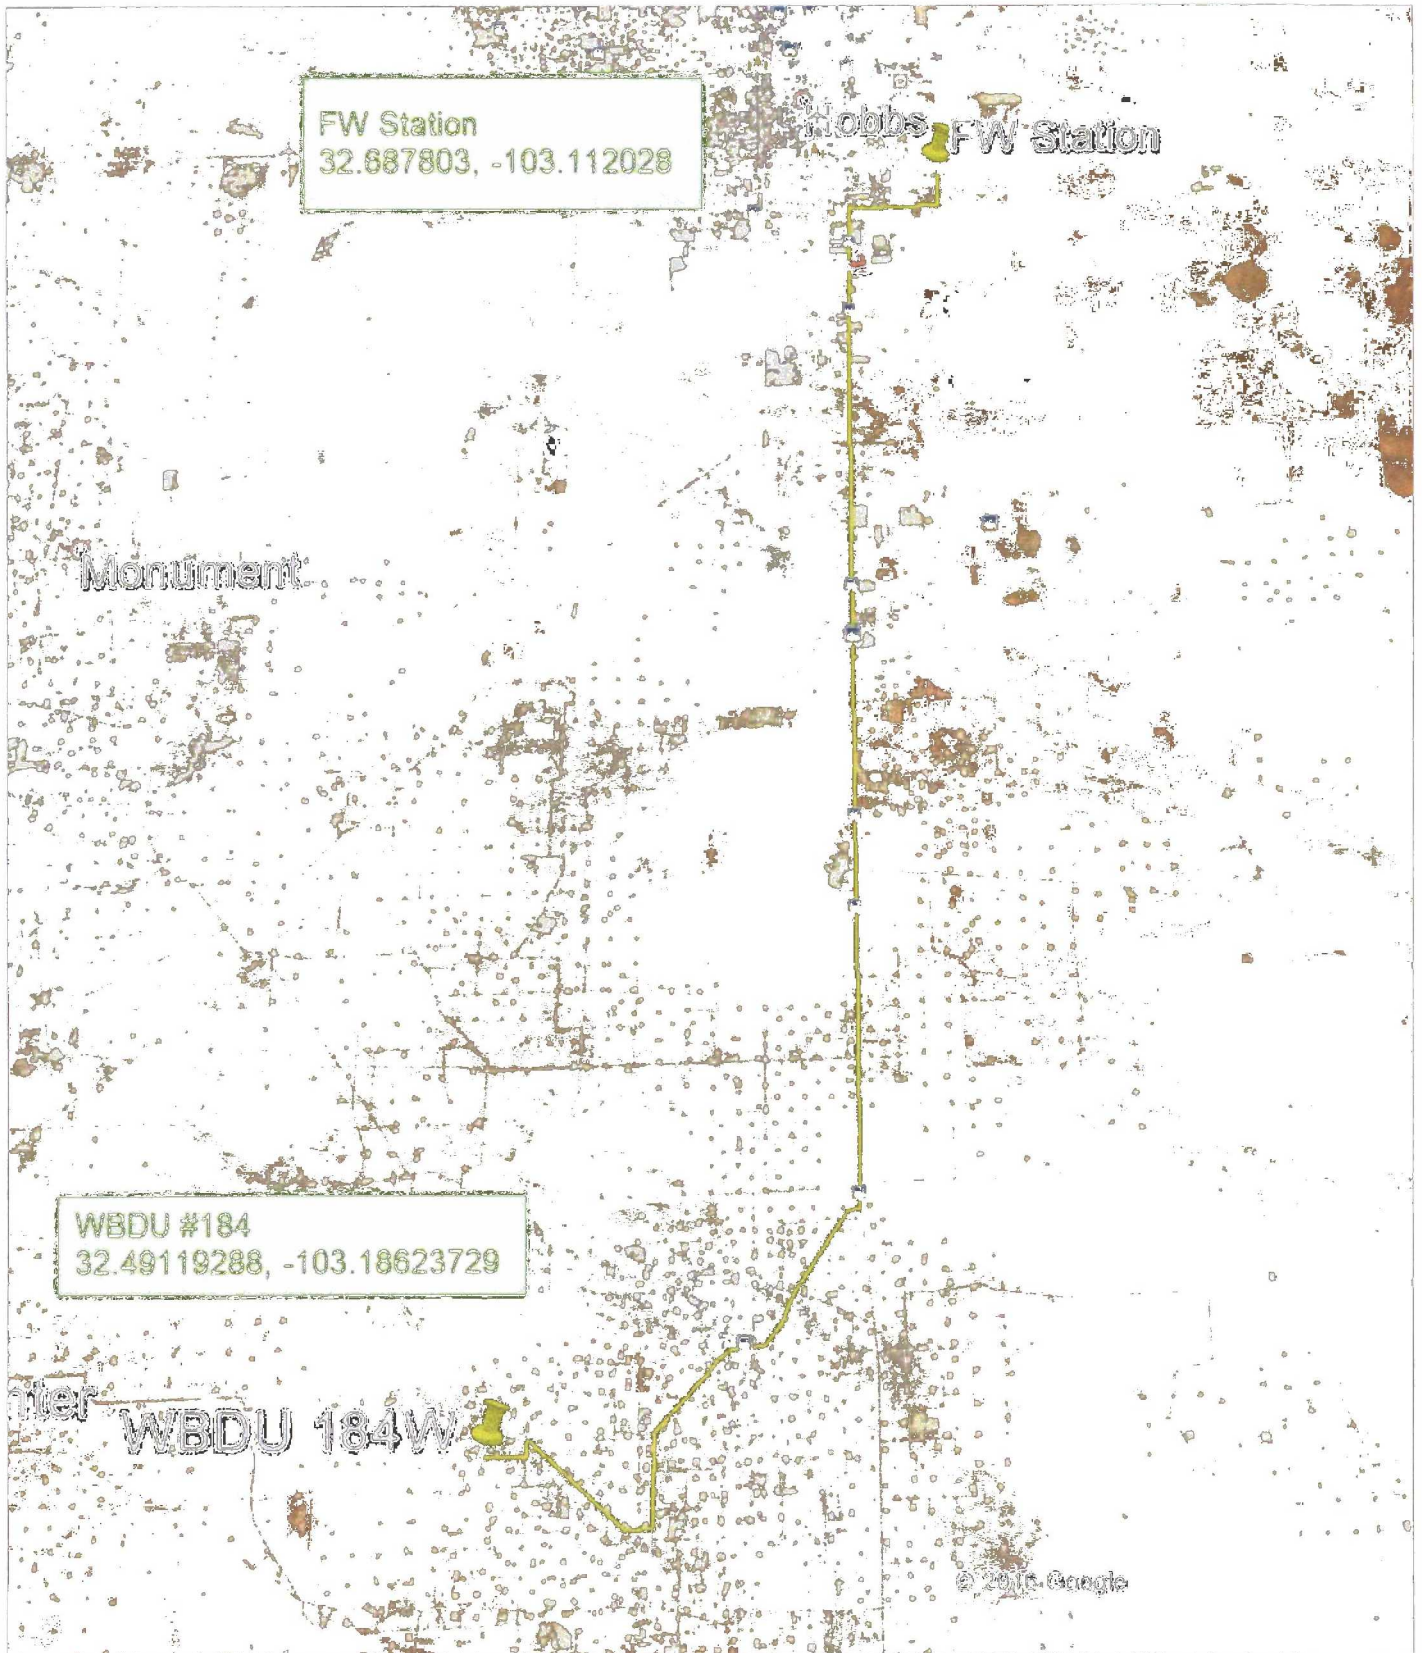 FW Station
32.687803, -103.112028
Hobbs
FW Station
Monument
WBDU #184
32.49119288, -103.18623729
nter
WBDU 184W
Google